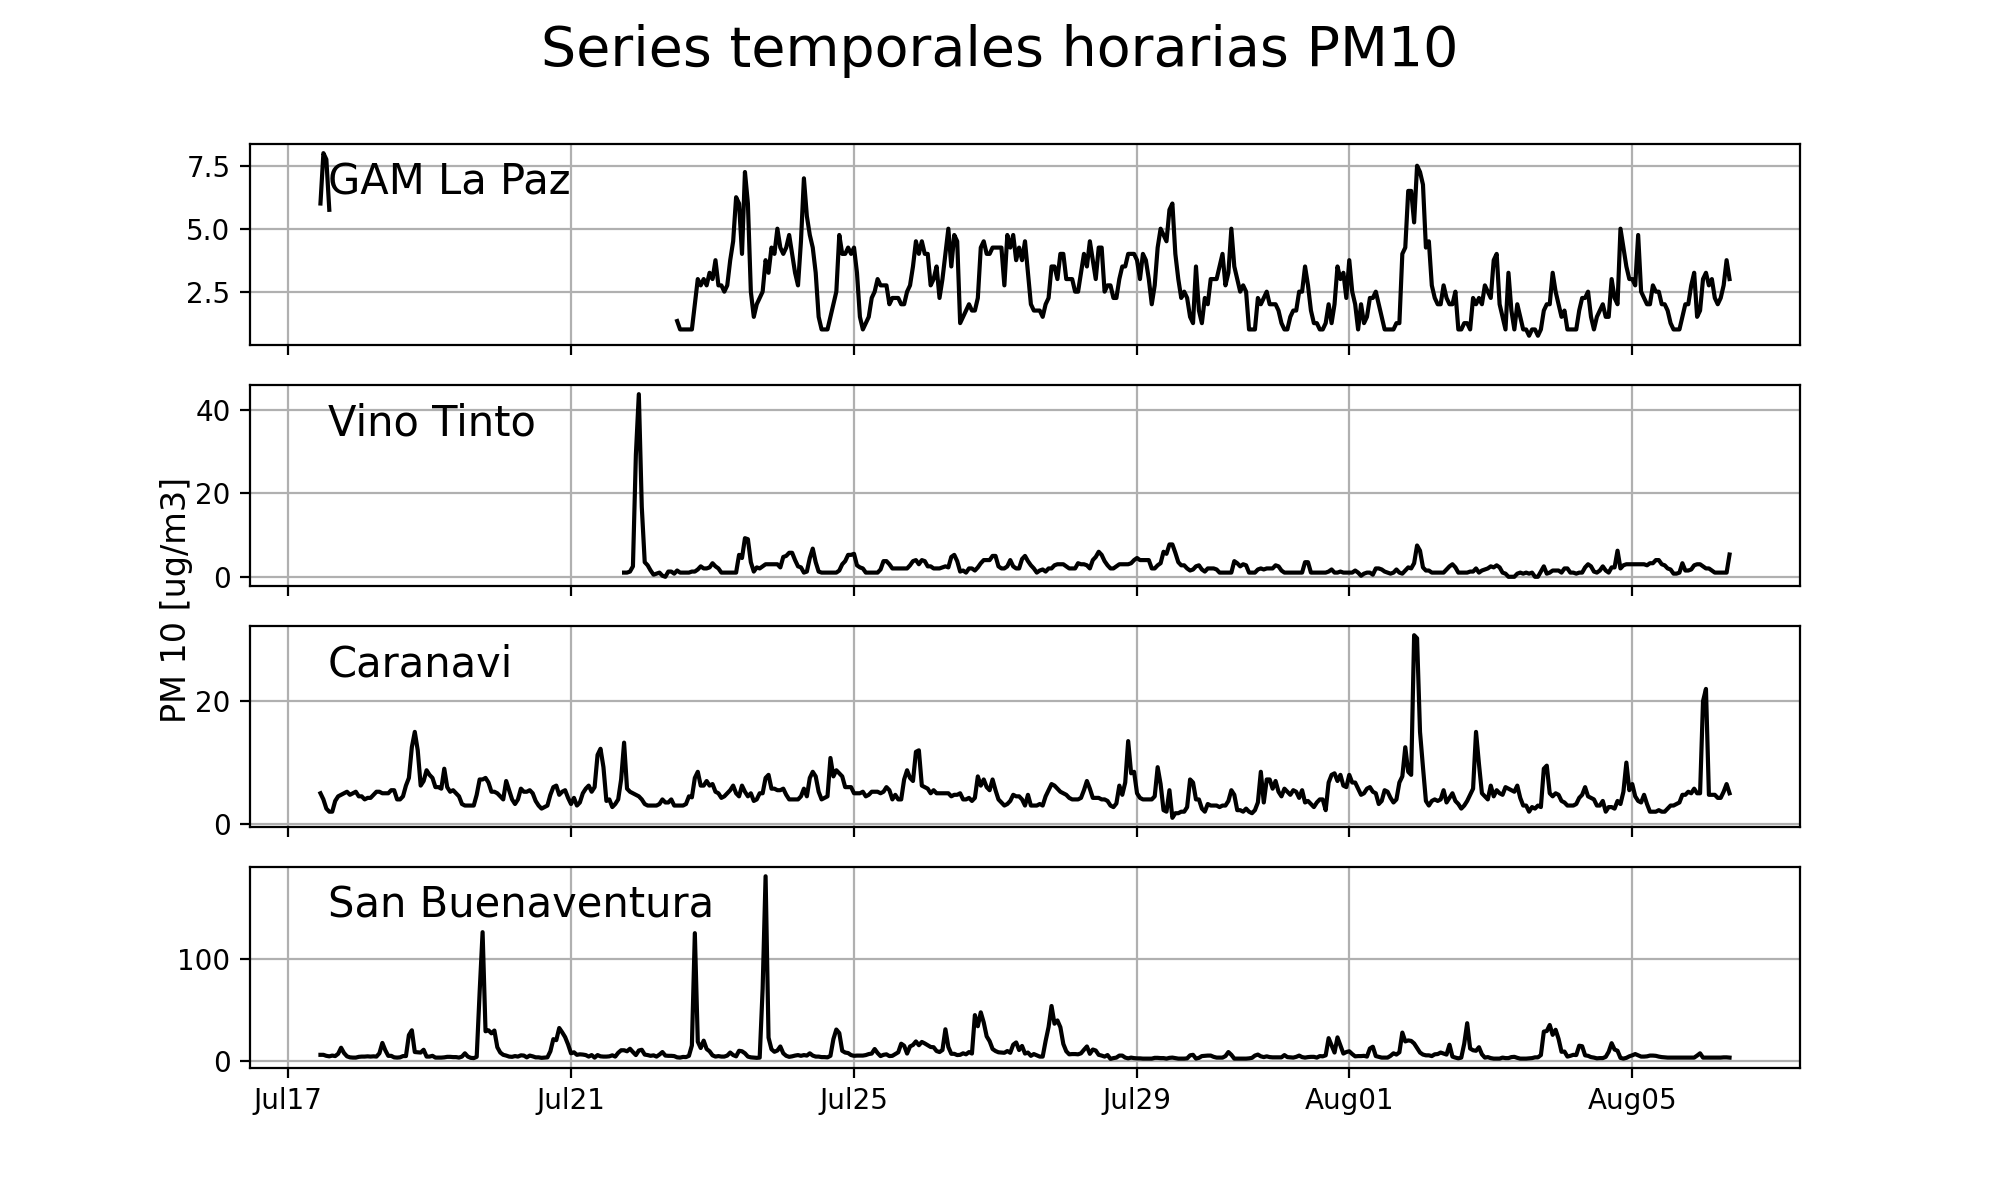 Series temporales horarias PM10
PM 10 [ug/m3]
GAM La Paz
7.5
5.0
2.5
Vino Tinto
40
20
0
Caranavi
20
0
San Buenaventura
100
0
Jul17 Jul21 Jul25 Jul29 Aug01 Aug05